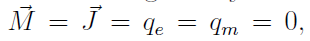 $\vec{M} = \vec{J} = q_e = q_m = 0,$